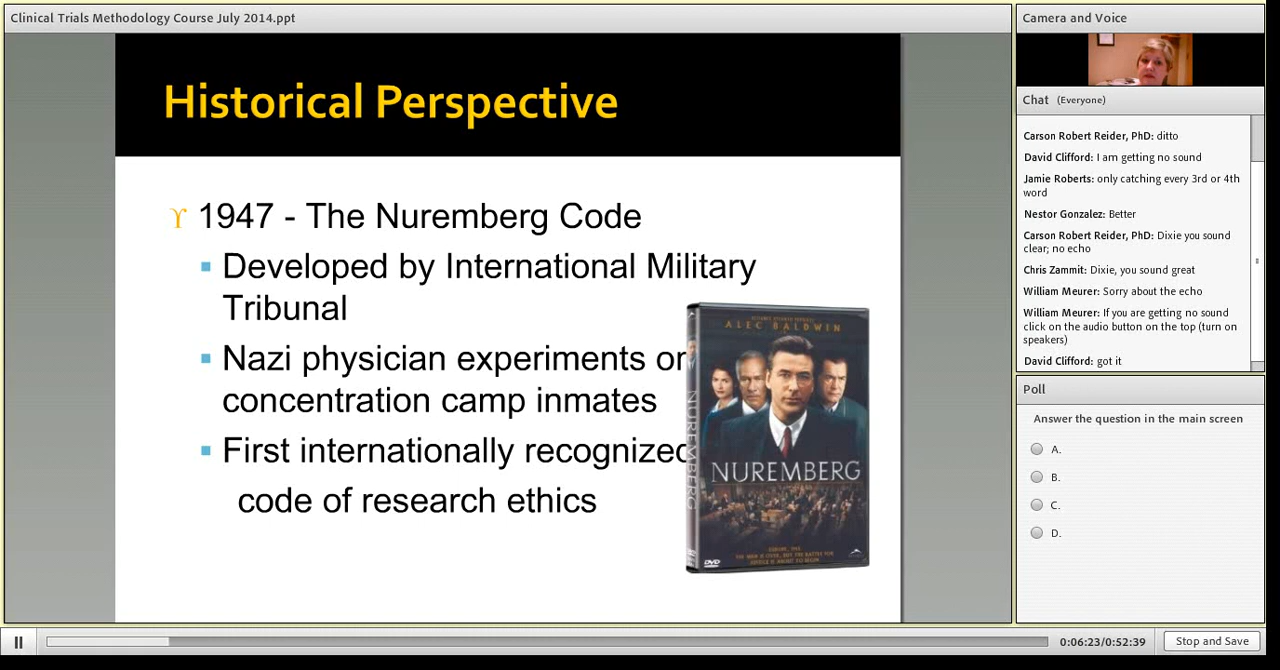 Clinical Trials Methodology Course July 2014.ppt
Historical Perspective
1947 - The Nuremberg Code
Developed by International Military
Tribunal
Nazi physician experiments on
concentration camp inmates
First internationally recognized
code of research ethics
ALEC BALDWIN
NUREMBERG
NUREMBERG
DVD
Camera and Voice
Chat (Everyone)
Carson Robert Reider, PhD: ditto
David Clifford: I am getting no sound
Jamie Roberts: only catching every 3rd or 4th
word
Nestor Gonzalez: Better
Carson Robert Reider, PhD: Dixie you sound
clear; no echo
Chris Zammit: Dixie, you sound great
William Meurer: Sorry about the echo
William Meurer: If you are getting no sound
click on the audio button on the top (turn on
speakers)
David Clifford: got it
Poll
Answer the question in the main screen
A.
B.
C.
D.
0:06:23/0:52:39
Stop and Save